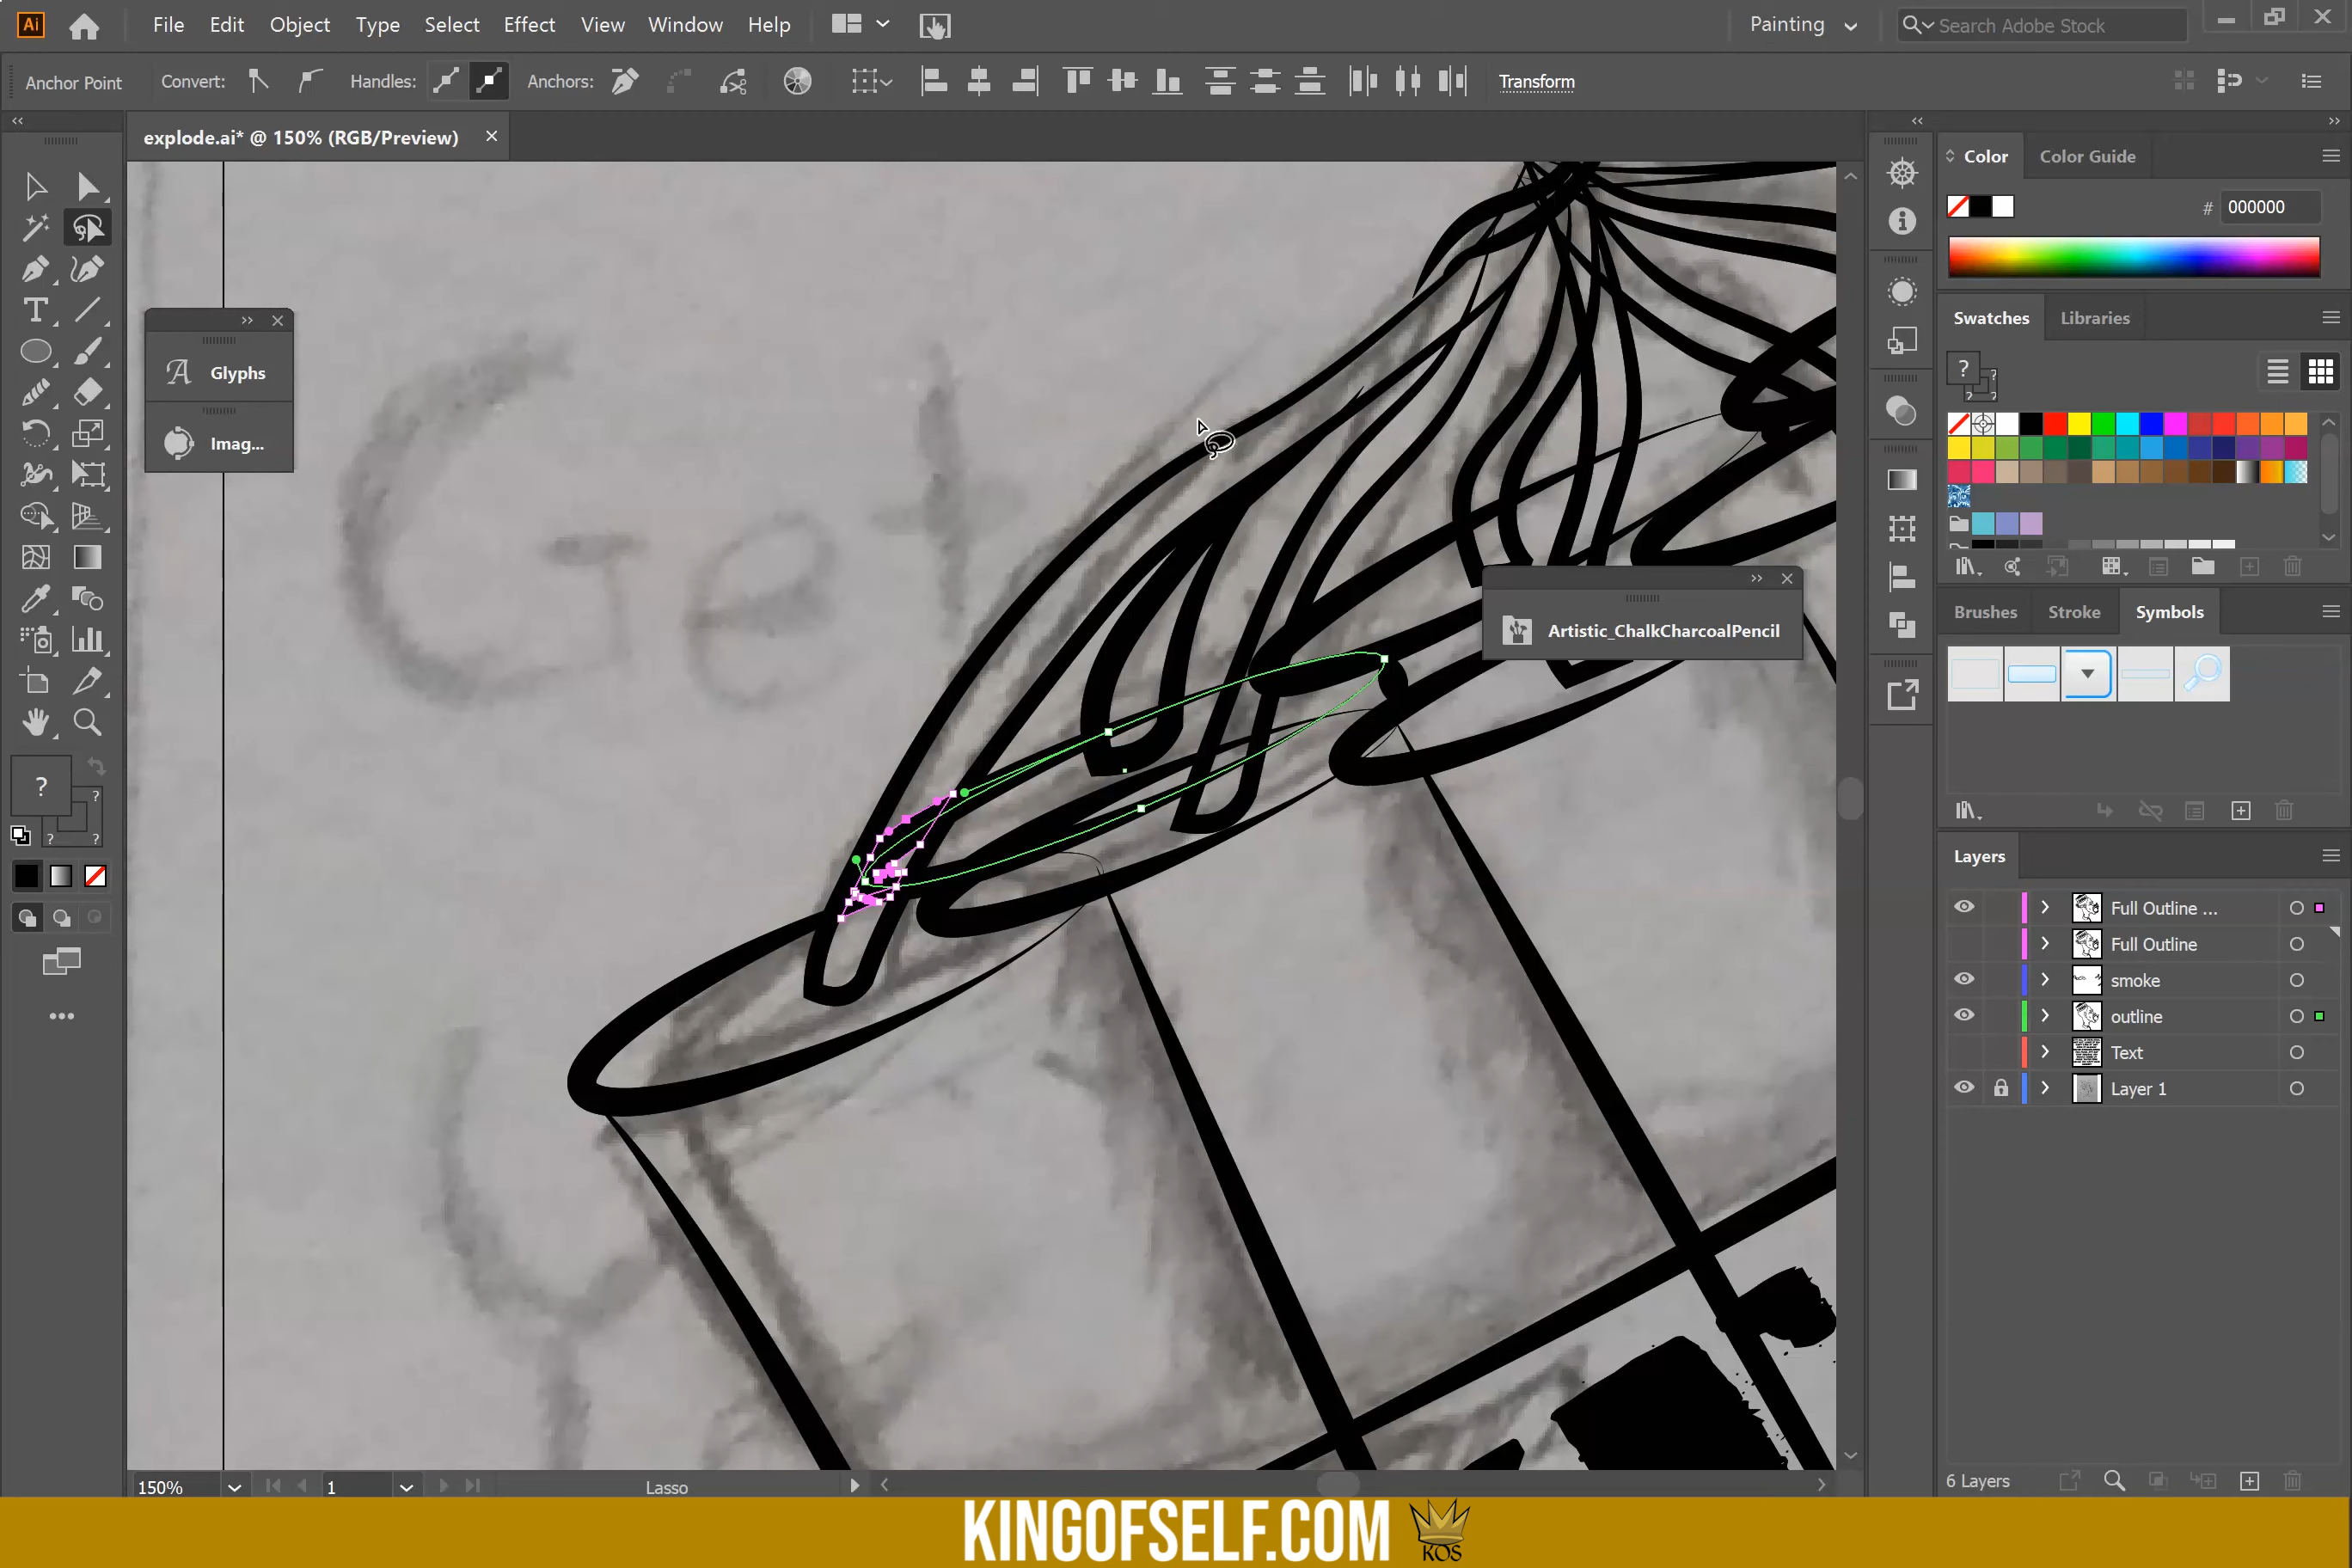 Ai File Edit Object Type Select Effect View Window Help Painting Search Adobe Stock
Anchor Point Convert: Handles: Anchors: Transform
explode.ai* @ 150% (RGB/Preview)
Color Color Guide
# 000000
Swatches Libraries
Glyphs
Imag...
Get
Artistic_ChalkCharcoalPencil
Brushes Stroke Symbols
Layers
Full Outline ...
Full Outline
smoke
outline
Text
Layer 1
150% 1 Lasso
6 Layers
KINGOFSELF.COM
KOS